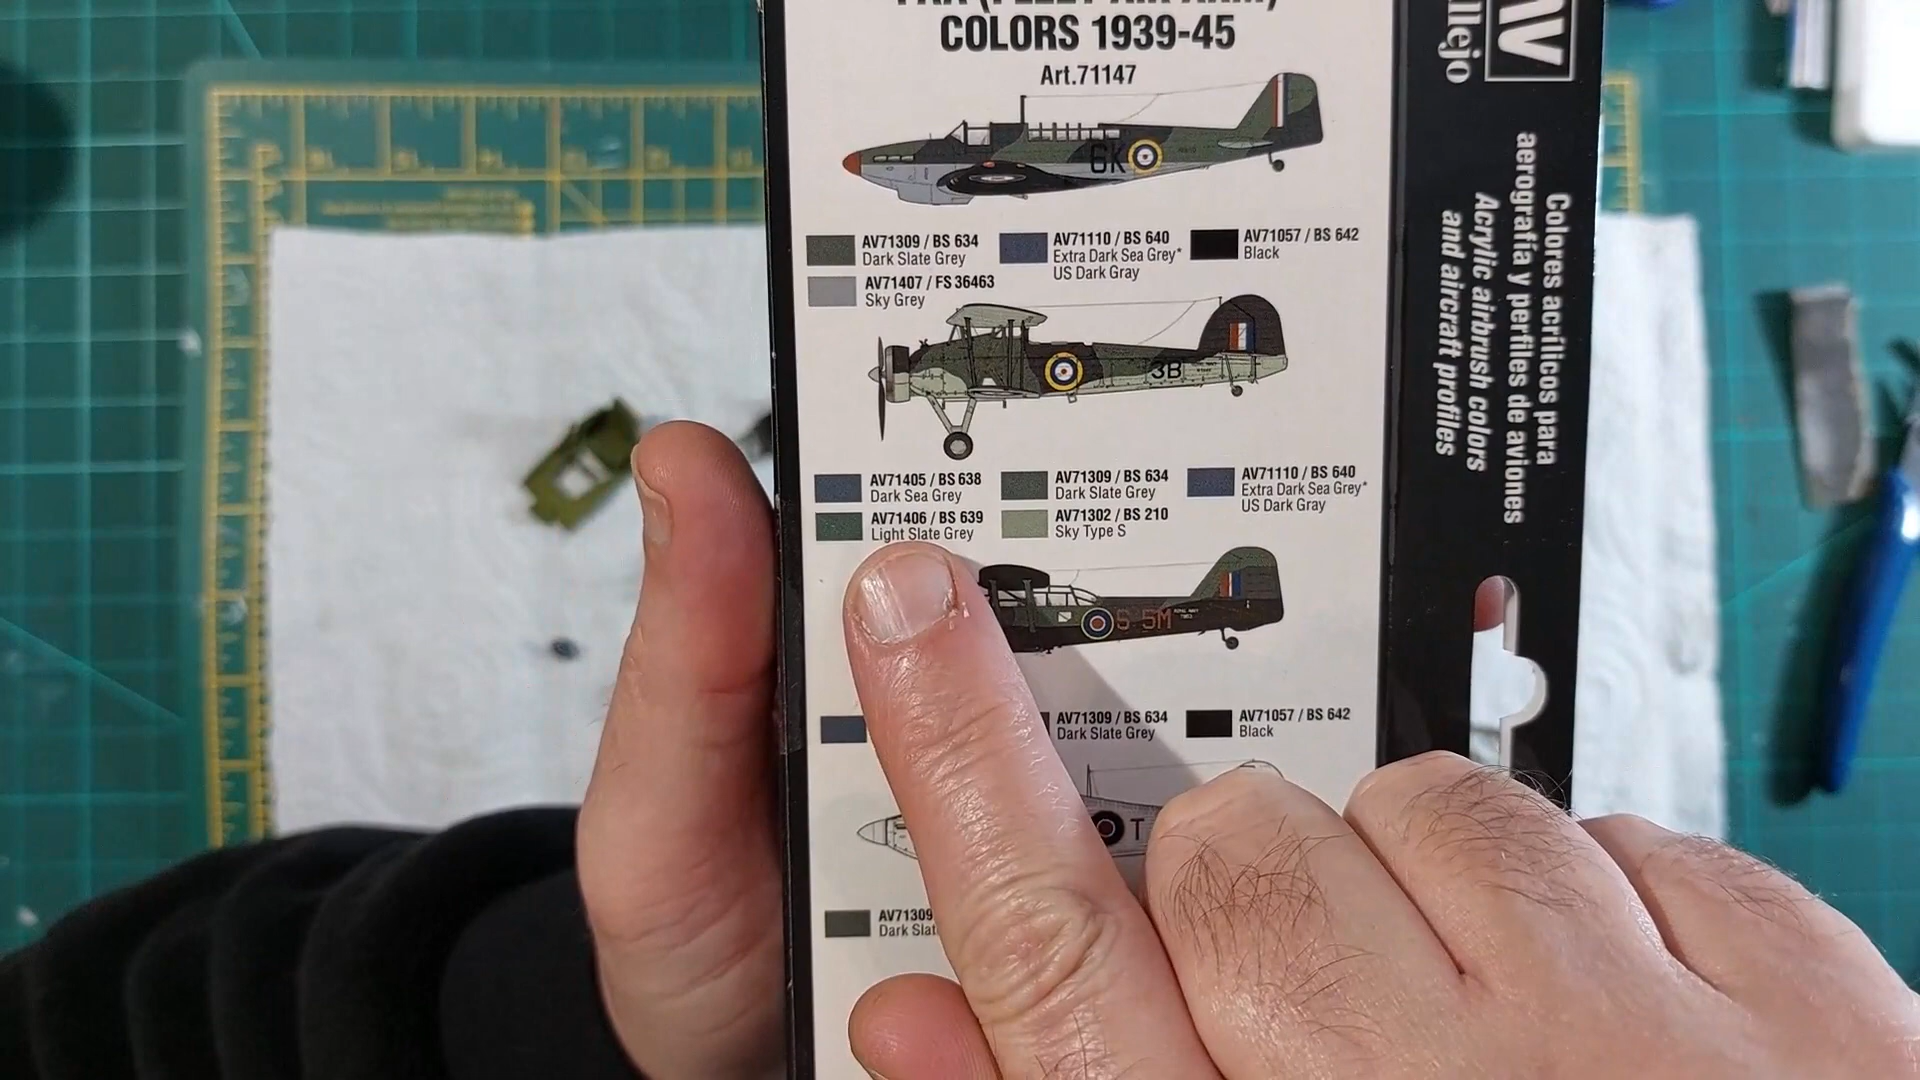 COLORS 1939-45
Art.71147
GK
AV71309 / BS 634
Dark Slate Grey
AV71110 / BS 640
Extra Dark Sea Grey*
US Dark Gray
AV71057 / BS 642
Black
AV71407 / FS 36463
Sky Grey
3B
AV71405 / BS 638
Dark Sea Grey
AV71309 / BS 634
Dark Slate Grey
AV71110 / BS 640
Extra Dark Sea Grey*
US Dark Gray
AV71406 / BS 639
Light Slate Grey
AV71302 / BS 210
Sky Type S
S 5M
AV71309 / BS 634
Dark Slate Grey
AV71057 / BS 642
Black
T
AV71309
Dark Slat
AV
llejo
Colores acrílicos para
aerografía y perfiles de aviones
Acrylic airbrush colors
and aircraft profiles